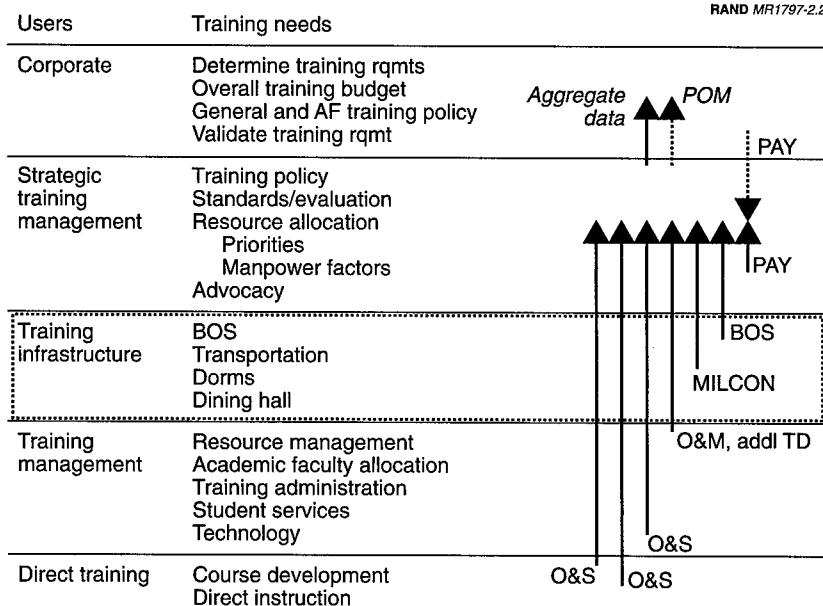 RAND MR1797-2.2
Users Training needs
Corporate Determine training rqmts
Overall training budget
General and AF training policy
Validate training rqmt
Aggregate data
POM
PAY
Strategic training management
Training policy
Standards/evaluation
Resource allocation
Priorities
Manpower factors
Advocacy
PAY
Training infrastructure
BOS
Transportation
Dorms
Dining hall
BOS
MILCON
Training management
Resource management
Academic faculty allocation
Training administration
Student services
Technology
O&M, addl TD
O&S
Direct training
Course development
Direct instruction
O&S
O&S